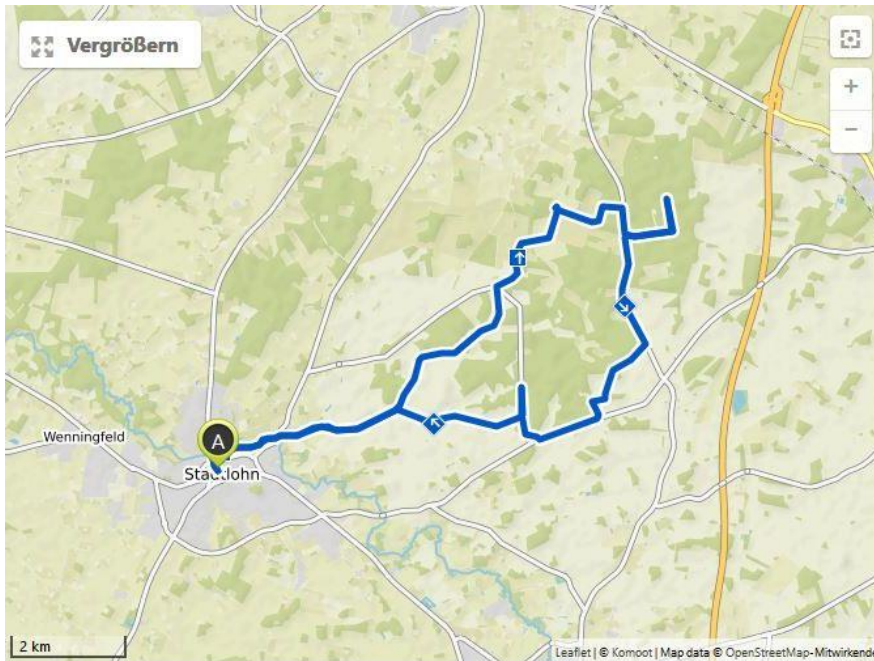 Vergrößern
+
−
A
Wenningfeld
Stadtlohn
2 km
Leaflet | © Komoot | Map data © OpenStreetMap-Mitwirkende